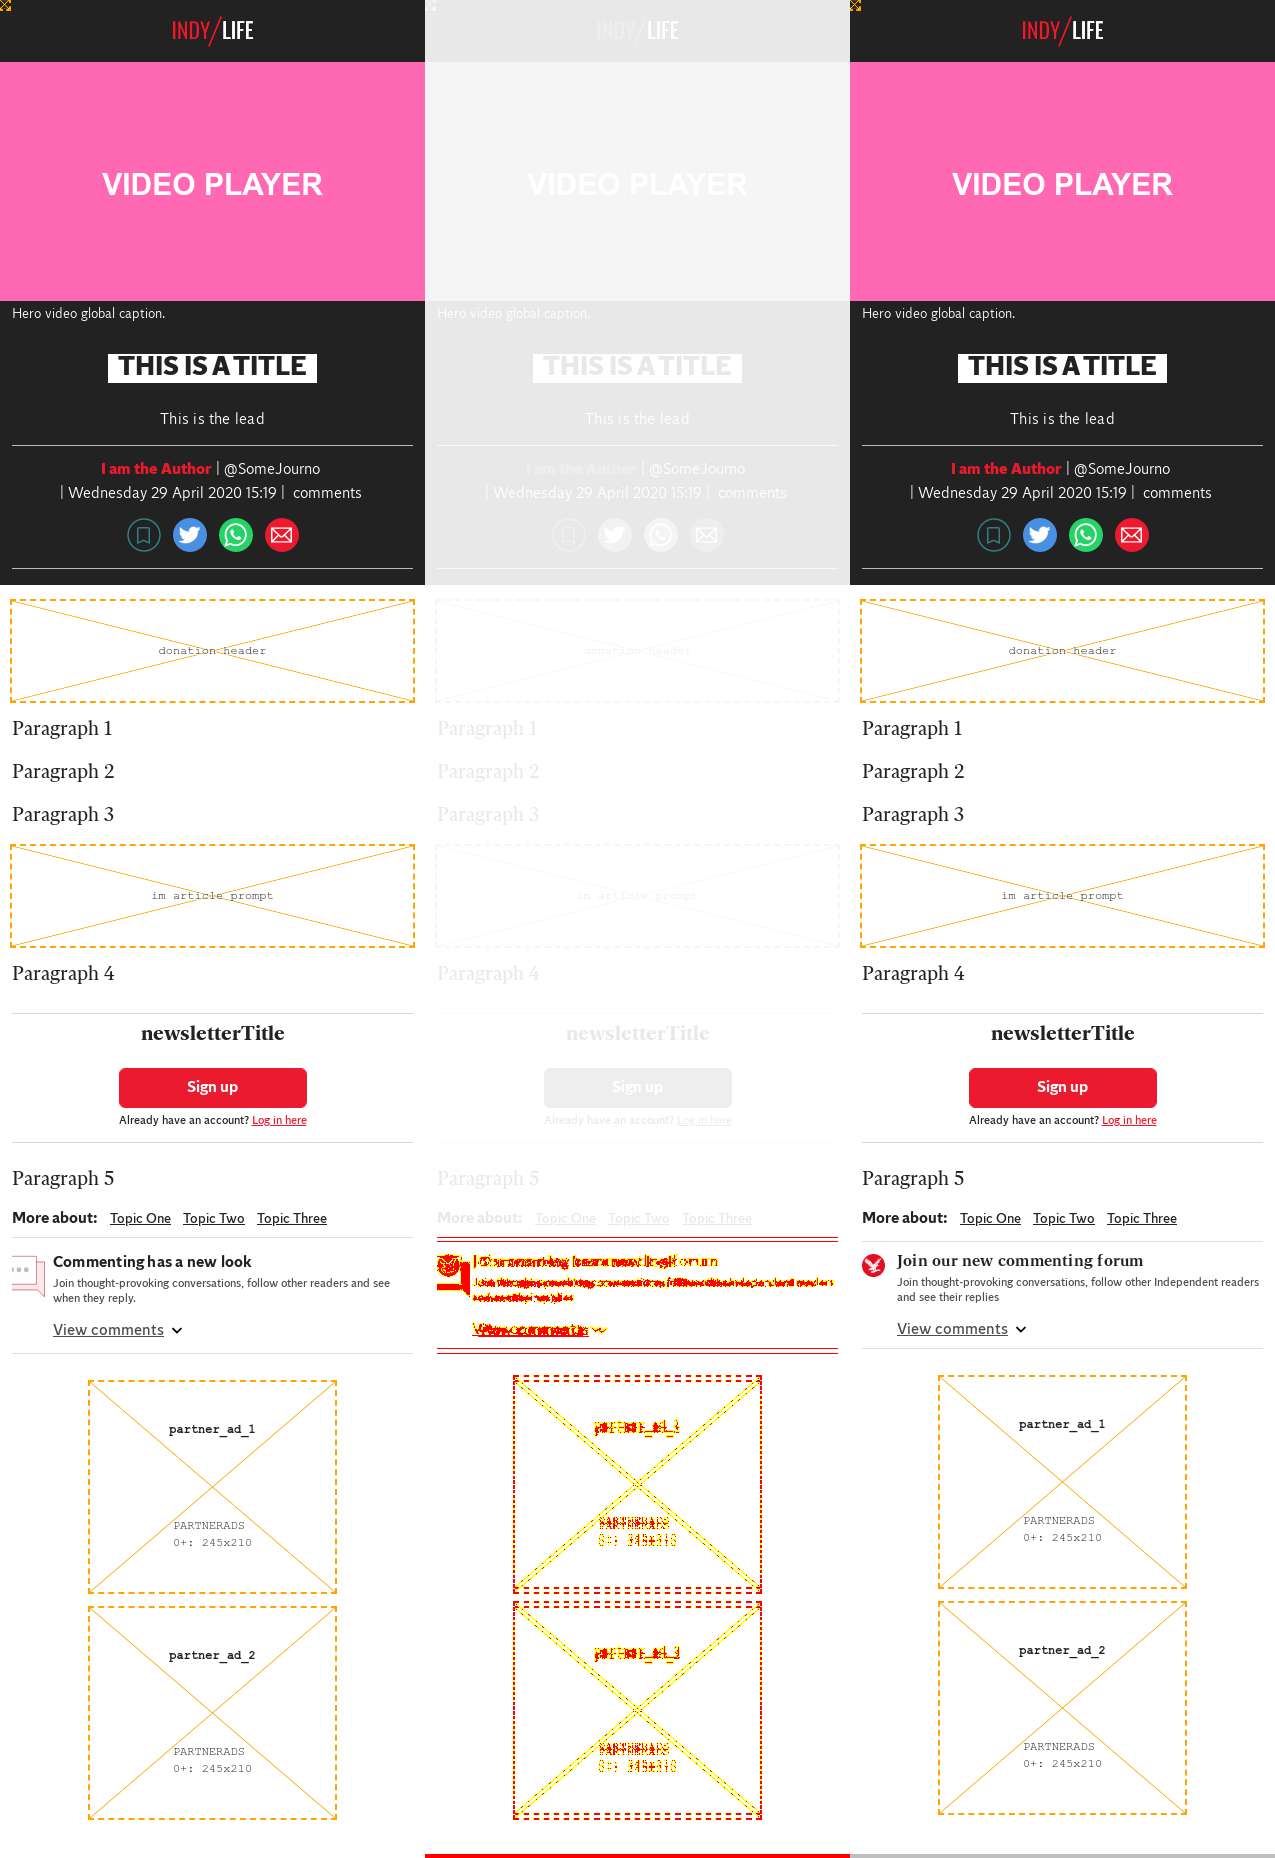 INDY/LIFE
VIDEO PLAYER
Hero video global caption.
THIS IS A TITLE
This is the lead
I am the Author | @SomeJourno
| Wednesday 29 April 2020 15:19 | comments
donation header
Paragraph 1
Paragraph 2
Paragraph 3
im article prompt
Paragraph 4
newsletterTitle
Sign up
Already have an account? Log in here
Paragraph 5
More about: Topic One Topic Two Topic Three
Commenting has a new look
Join thought-provoking conversations, follow other readers and see
when they reply.
View comments
partner_ad_1
PARTNERADS
0+: 245x210
partner_ad_2
PARTNERADS
0+: 245x210
INDY/LIFE
VIDEO PLAYER
Hero video global caption.
THIS IS A TITLE
This is the lead
I am the Author | @SomeJourno
| Wednesday 29 April 2020 15:19 | comments
donation header
Paragraph 1
Paragraph 2
Paragraph 3
im article prompt
Paragraph 4
newsletterTitle
Sign up
Already have an account? Log in here
Paragraph 5
More about: Topic One Topic Two Topic Three
View comments
PARTNERADS
0+: 245x210
PARTNERADS
0+: 245x210
INDY/LIFE
VIDEO PLAYER
Hero video global caption.
THIS IS A TITLE
This is the lead
I am the Author | @SomeJourno
| Wednesday 29 April 2020 15:19 | comments
donation header
Paragraph 1
Paragraph 2
Paragraph 3
im article prompt
Paragraph 4
newsletterTitle
Sign up
Already have an account? Log in here
Paragraph 5
More about: Topic One Topic Two Topic Three
Join our new commenting forum
Join thought-provoking conversations, follow other Independent readers
and see their replies
View comments
partner_ad_1
PARTNERADS
0+: 245x210
partner_ad_2
PARTNERADS
0+: 245x210